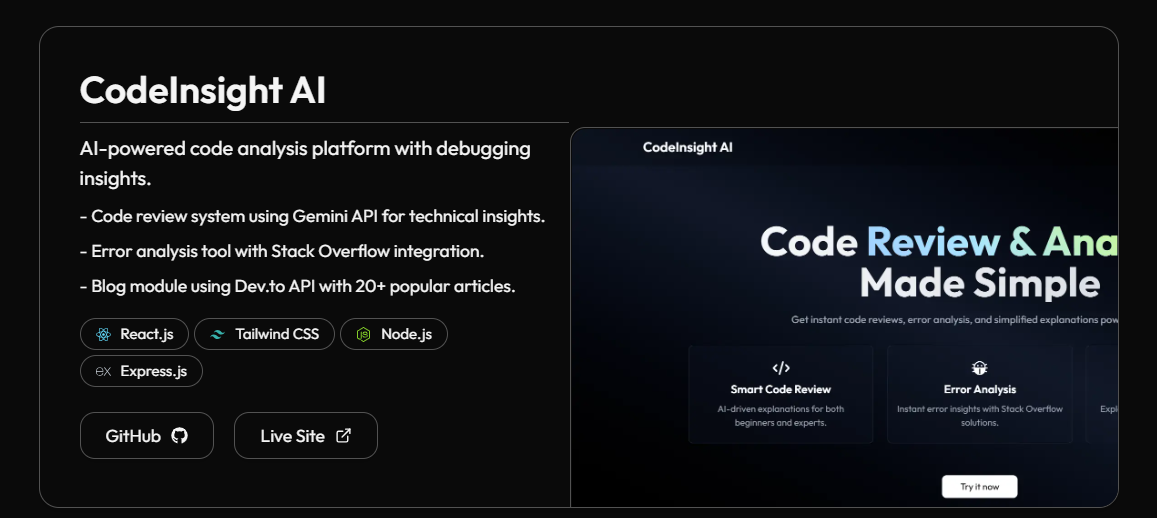 CodeInsight AI
AI-powered code analysis platform with debugging
insights.
- Code review system using Gemini API for technical insights.
- Error analysis tool with Stack Overflow integration.
- Blog module using Dev.to API with 20+ popular articles.
React.js
Tailwind CSS
Node.js
ex Express.js
GitHub
Live Site
CodeInsight AI
Code Review & Ana
Made Simple
Get instant code reviews, error analysis, and simplified explanations pow
</> 
Smart Code Review
AI-driven explanations for both
beginners and experts.
Error Analysis
Instant error insights with Stack Overflow
solutions.
Expl
Try it now